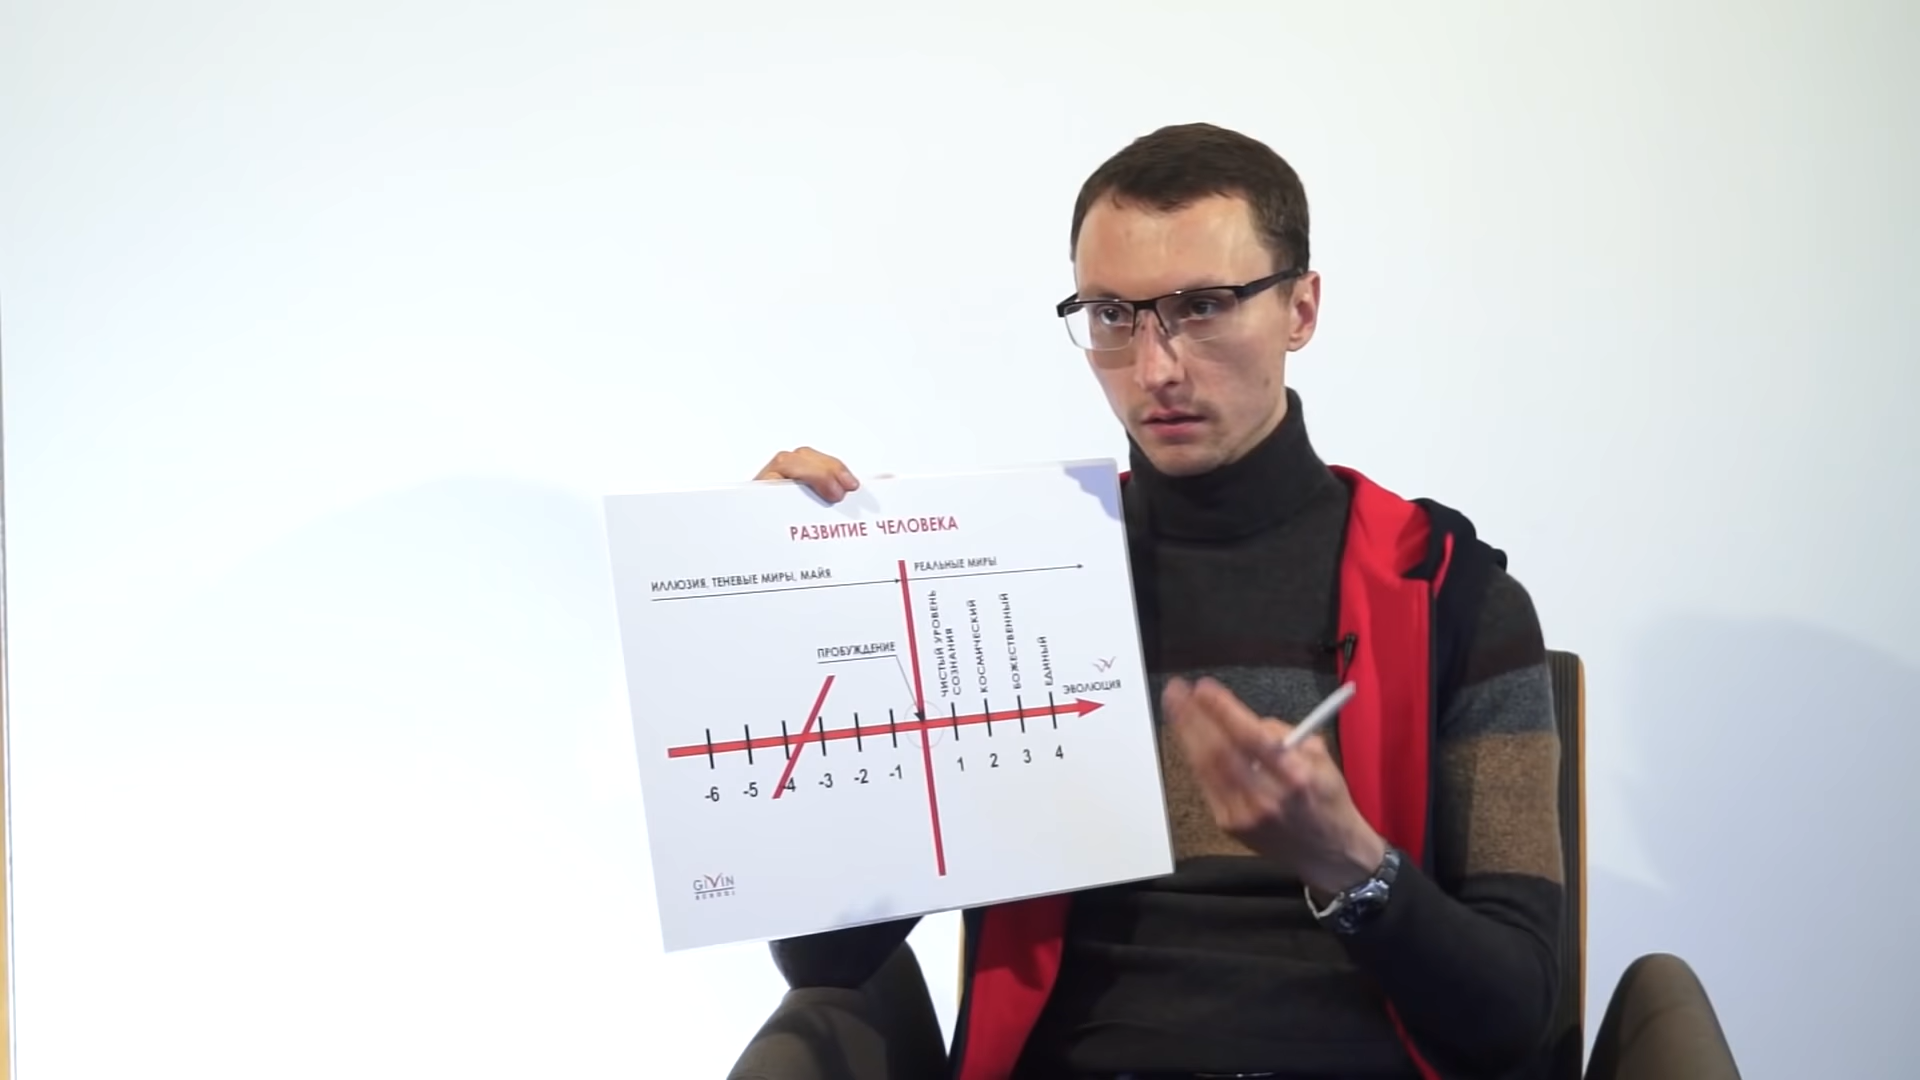 РАЗВИТИЕ ЧЕЛОВЕКА
ИЛЛЮЗИЯ, ТЕНЕВЫЕ МИРЫ, МАЙЯ
РЕАЛЬНЫЕ МИРЫ
ПРОБУЖДЕНИЕ
ЧИСТЫЙ УРОВЕНЬ
СОЗНАНИЯ
КОСМИЧЕСКИЙ
БОЖЕСТВЕННЫЙ
ЕДИНЫЙ
ЭВОЛЮЦИЯ
-6 -5 -4 -3 -2 -1 1 2 3 4
GIVIN
SCHOOL